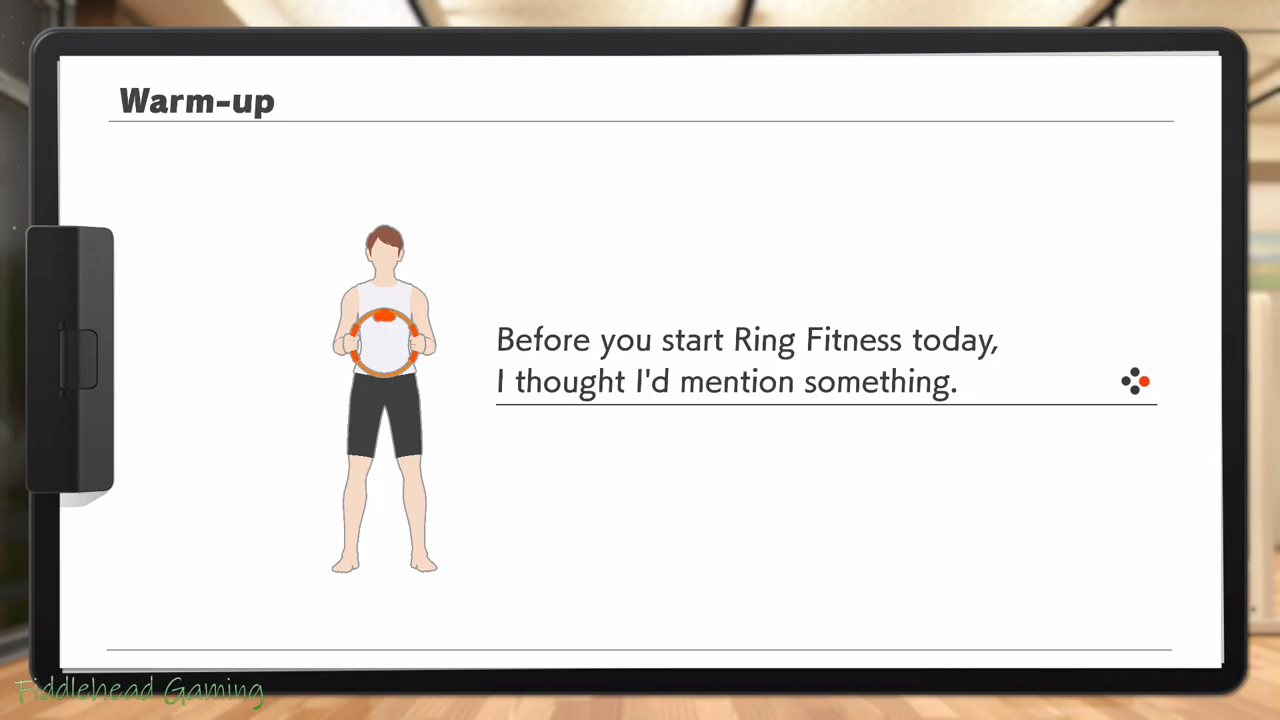 Warm-up
Before you start Ring Fitness today,
I thought I'd mention something.
Fiddlehead Gaming